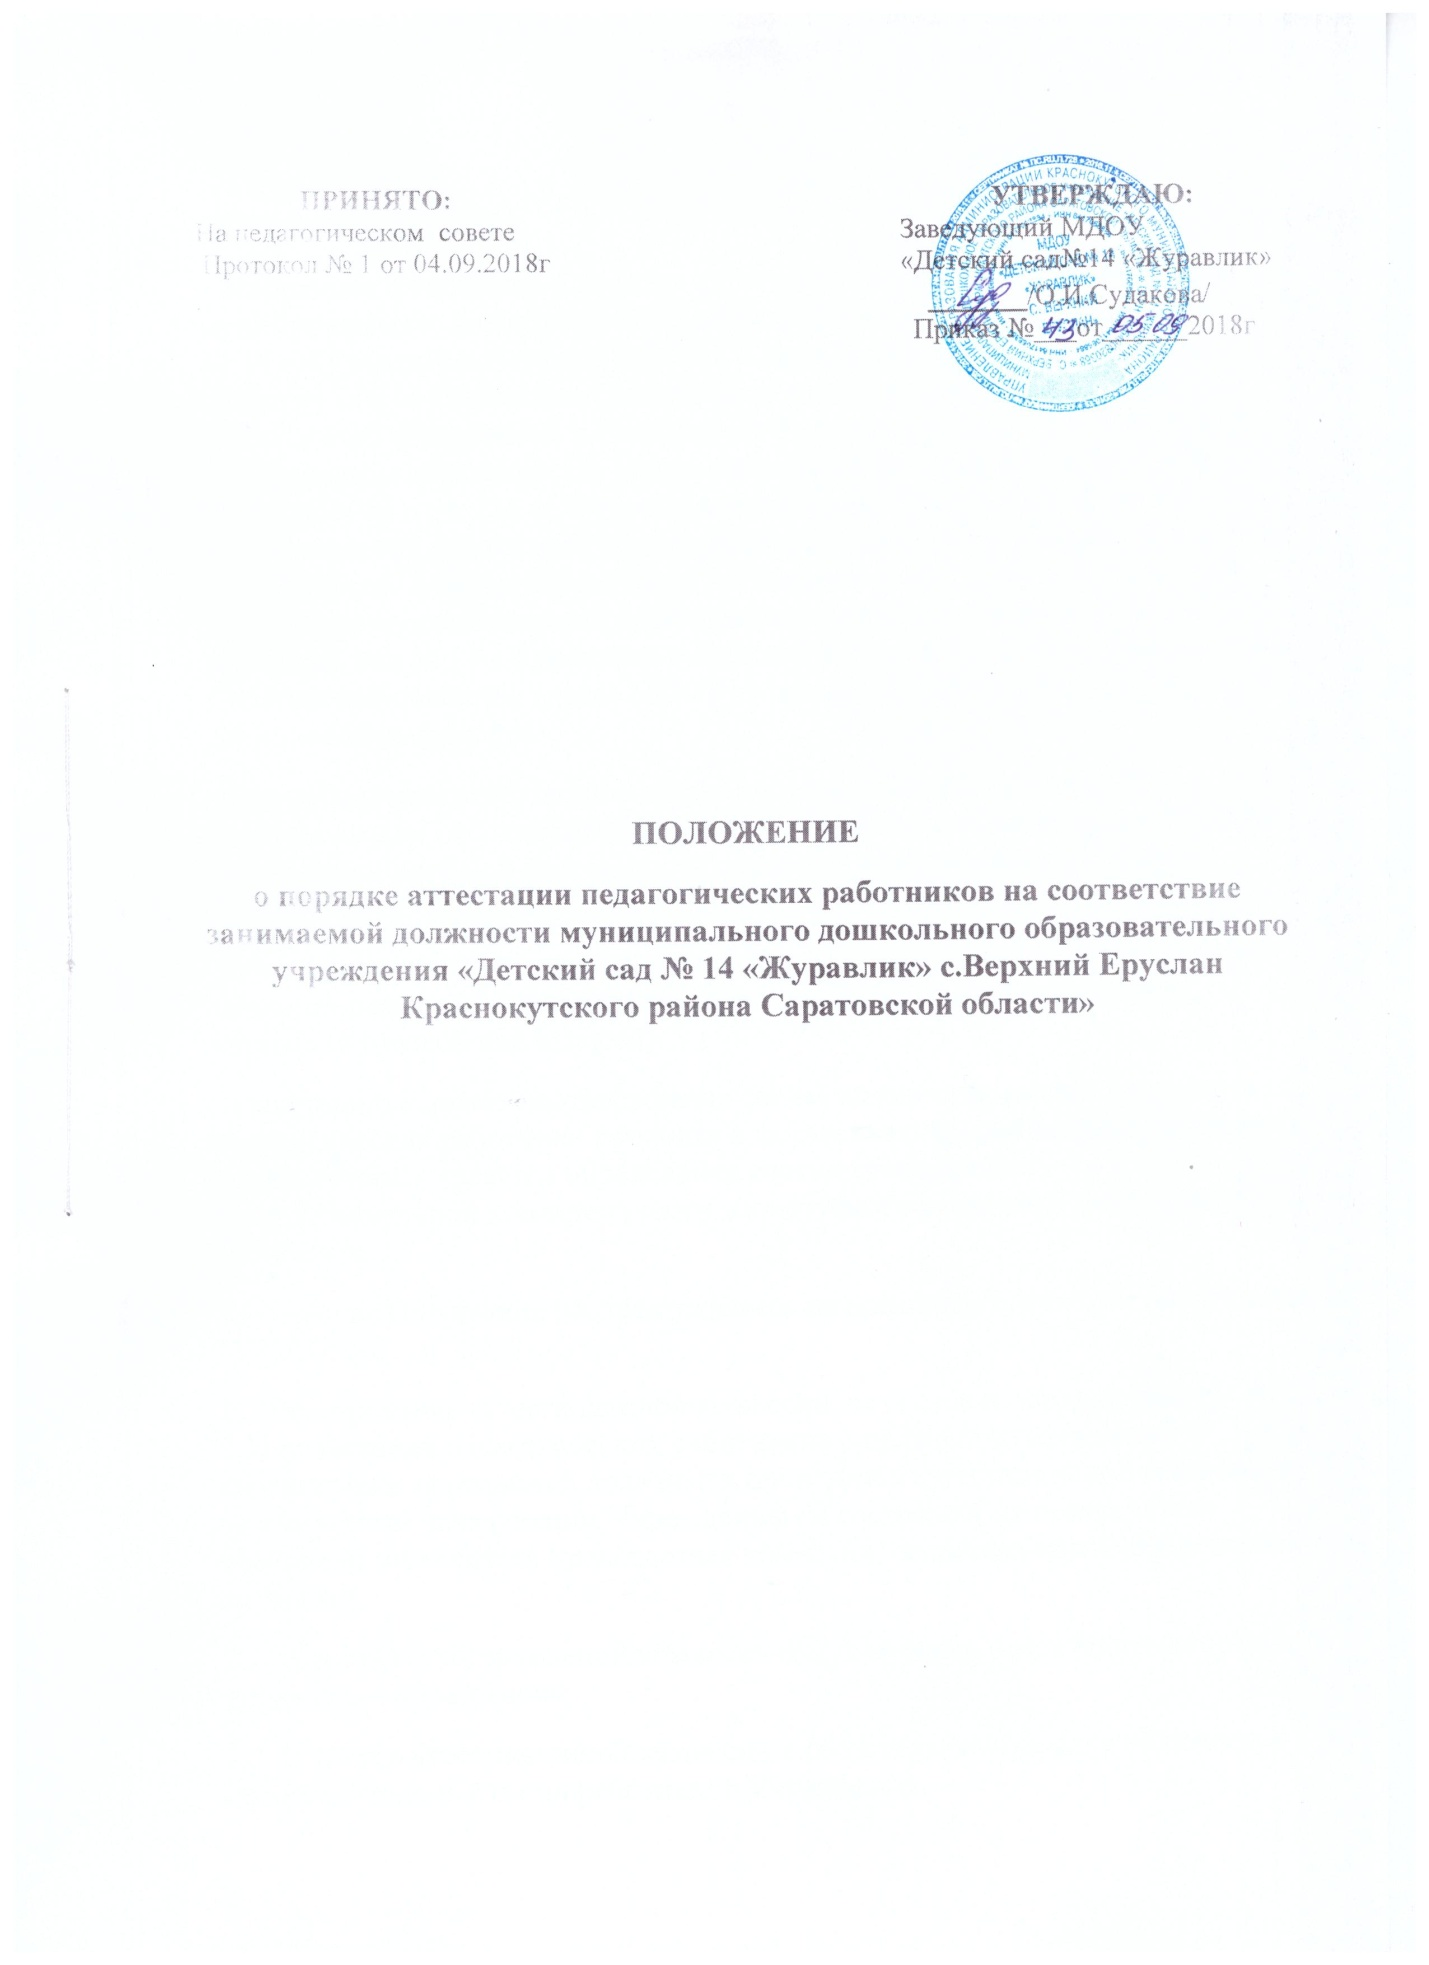 ПРИНЯТО:
На педагогическом совете
Протокол № 1 от 04.09.2018г
УТВЕРЖДАЮ:
Заведующий МДОУ
«Детский сад№14 «Журавлик»
/О.И.Судакова/
Приказ № 43 от 05 09 2018г
МДОУ
«ЖУРАВЛИК»
ПОЛОЖЕНИЕ
о порядке аттестации педагогических работников на соответствие
занимаемой должности муниципального дошкольного образовательного
учреждения «Детский сад № 14 «Журавлик» с.Верхний Еруслан
Краснокутского района Саратовской области»